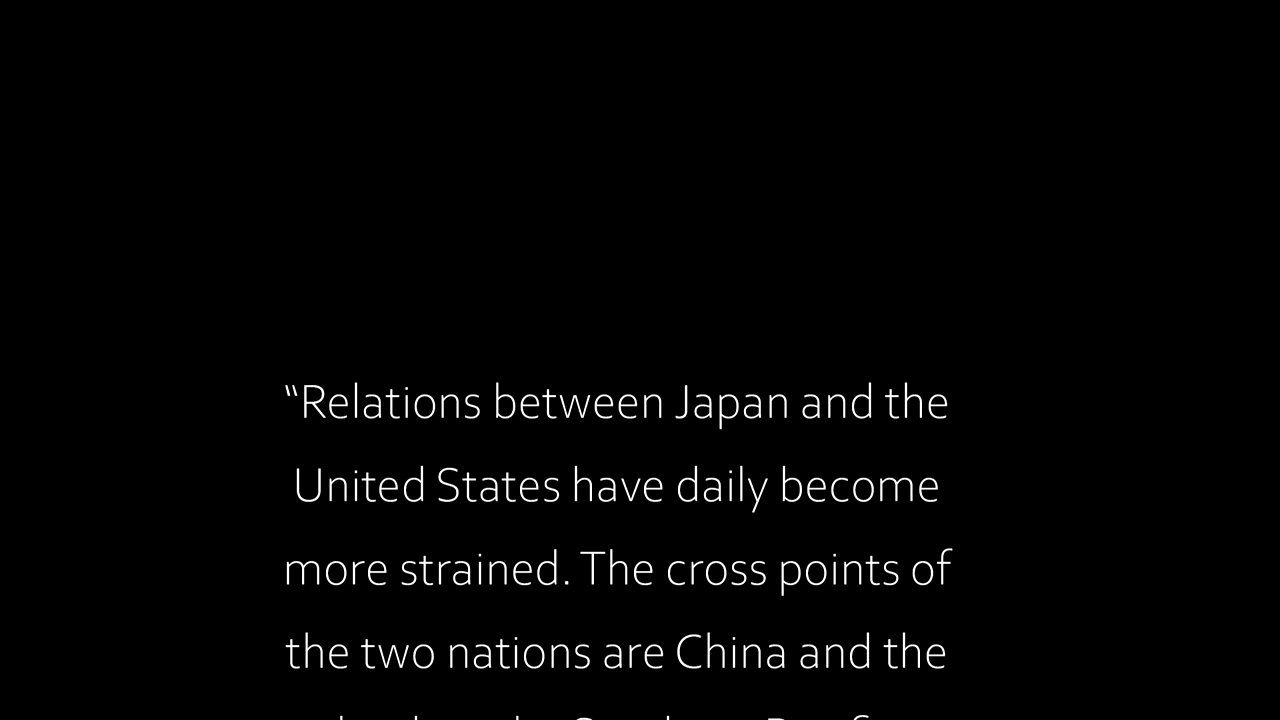 “Relations between Japan and the
United States have daily become
more strained. The cross points of
the two nations are China and the